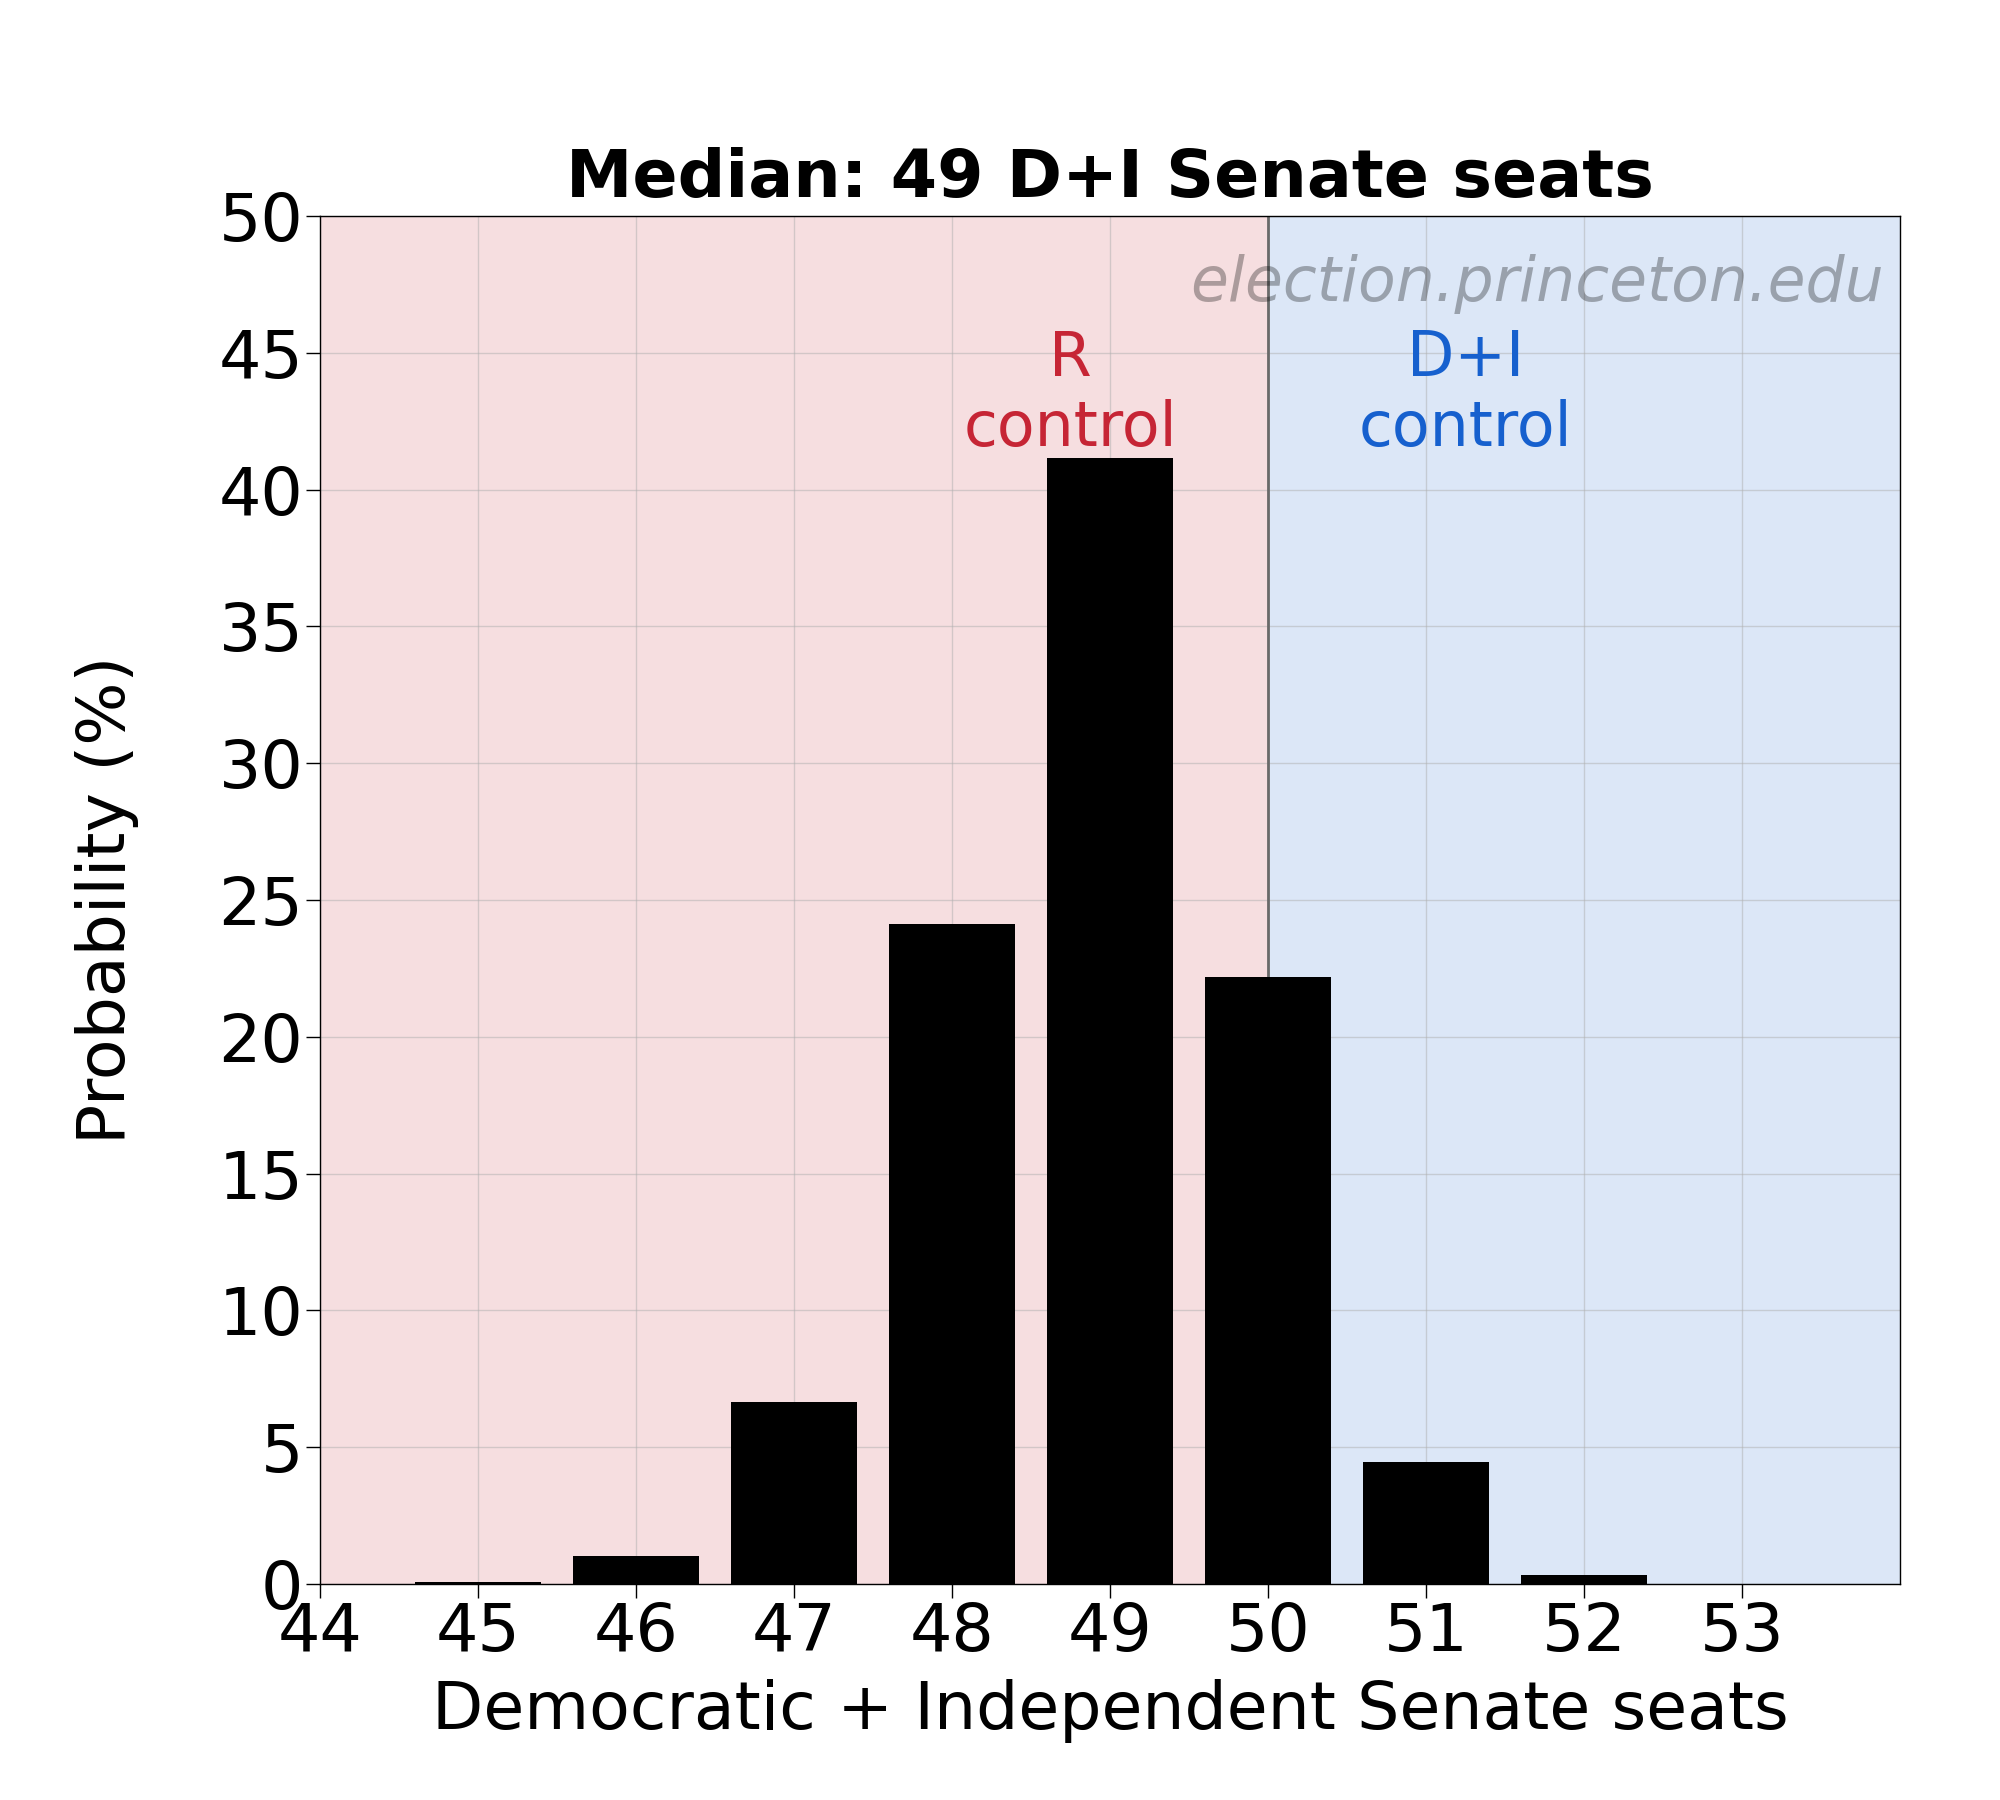 Median: 49 D+I Senate seats
election.princeton.edu
R
control
D+I
control
Probability (%)
50
45
40
35
30
25
20
15
10
5
0
44 45 46 47 48 49 50 51 52 53
Democratic + Independent Senate seats